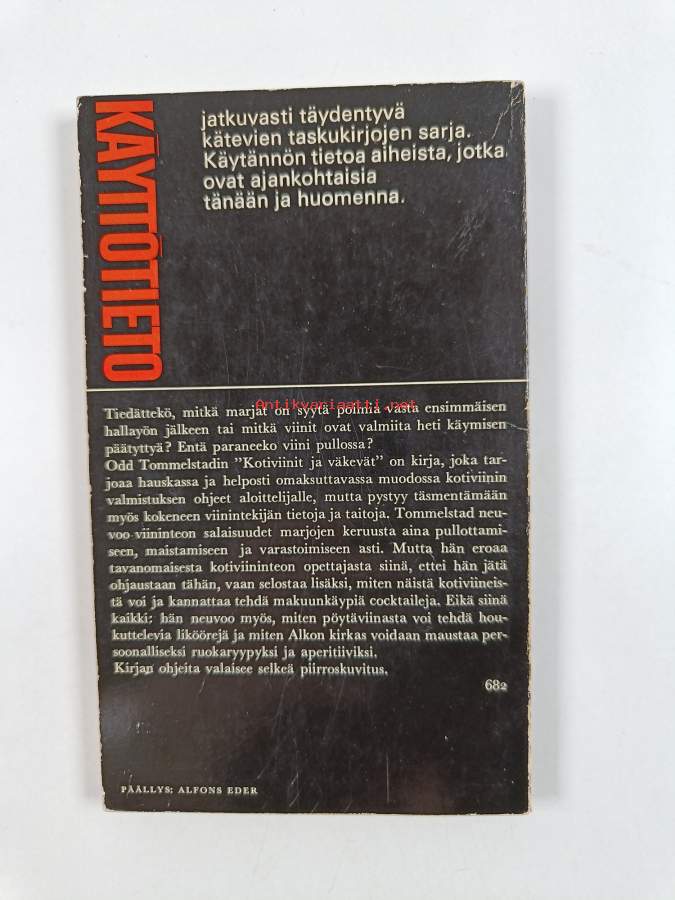 KÄYTTÖTIETO
jatkuvasti täydentyvä
kätevien taskukirjojen sarja.
Käytännön tietoa aiheista, jotka
ovat ajankohtaisia
tänään ja huomenna.
Antikvariaatti.net
Tiedättekö, mitkä marjat on syytä poimia vasta ensimmäisen
hallayön jälkeen tai mitkä viinit ovat valmiita heti käymisen
päätyttyä? Entä paraneeko viini pullossa?
Odd Tommelstadin "Kotiviinit ja väkevät" on kirja, joka tar-
joaa hauskassa ja helposti omaksuttavassa muodossa kotiviinin
valmistuksen ohjeet aloittelijalle, mutta pystyy täsmentämään
myös kokeneen viinintekijän tietoja ja taitoja. Tommelstad neu-
voo viininteon salaisuudet marjojen keruusta aina pullottami-
seen, maistamiseen ja varastoimiseen asti. Mutta hän eroaa
tavanomaisesta kotiviininteon opettajasta siinä, ettei hän jätä
ohjaustaan tähän, vaan selostaa lisäksi, miten näistä kotiviineis-
tä voi ja kannattaa tehdä makuunkäypiä cocktaileja. Eikä siinä
kaikki: hän neuvoo myös, miten pöytäviinasta voi tehdä hou-
kuttelevia liköörejä ja miten Alkon kirkas voidaan maustaa per-
soonalliseksi ruokaryypyksi ja aperitiiviksi.
Kirjan ohjeita valaisee selkeä piirroskuvitus.
682
PÄÄLLYS: ALFONS EDER